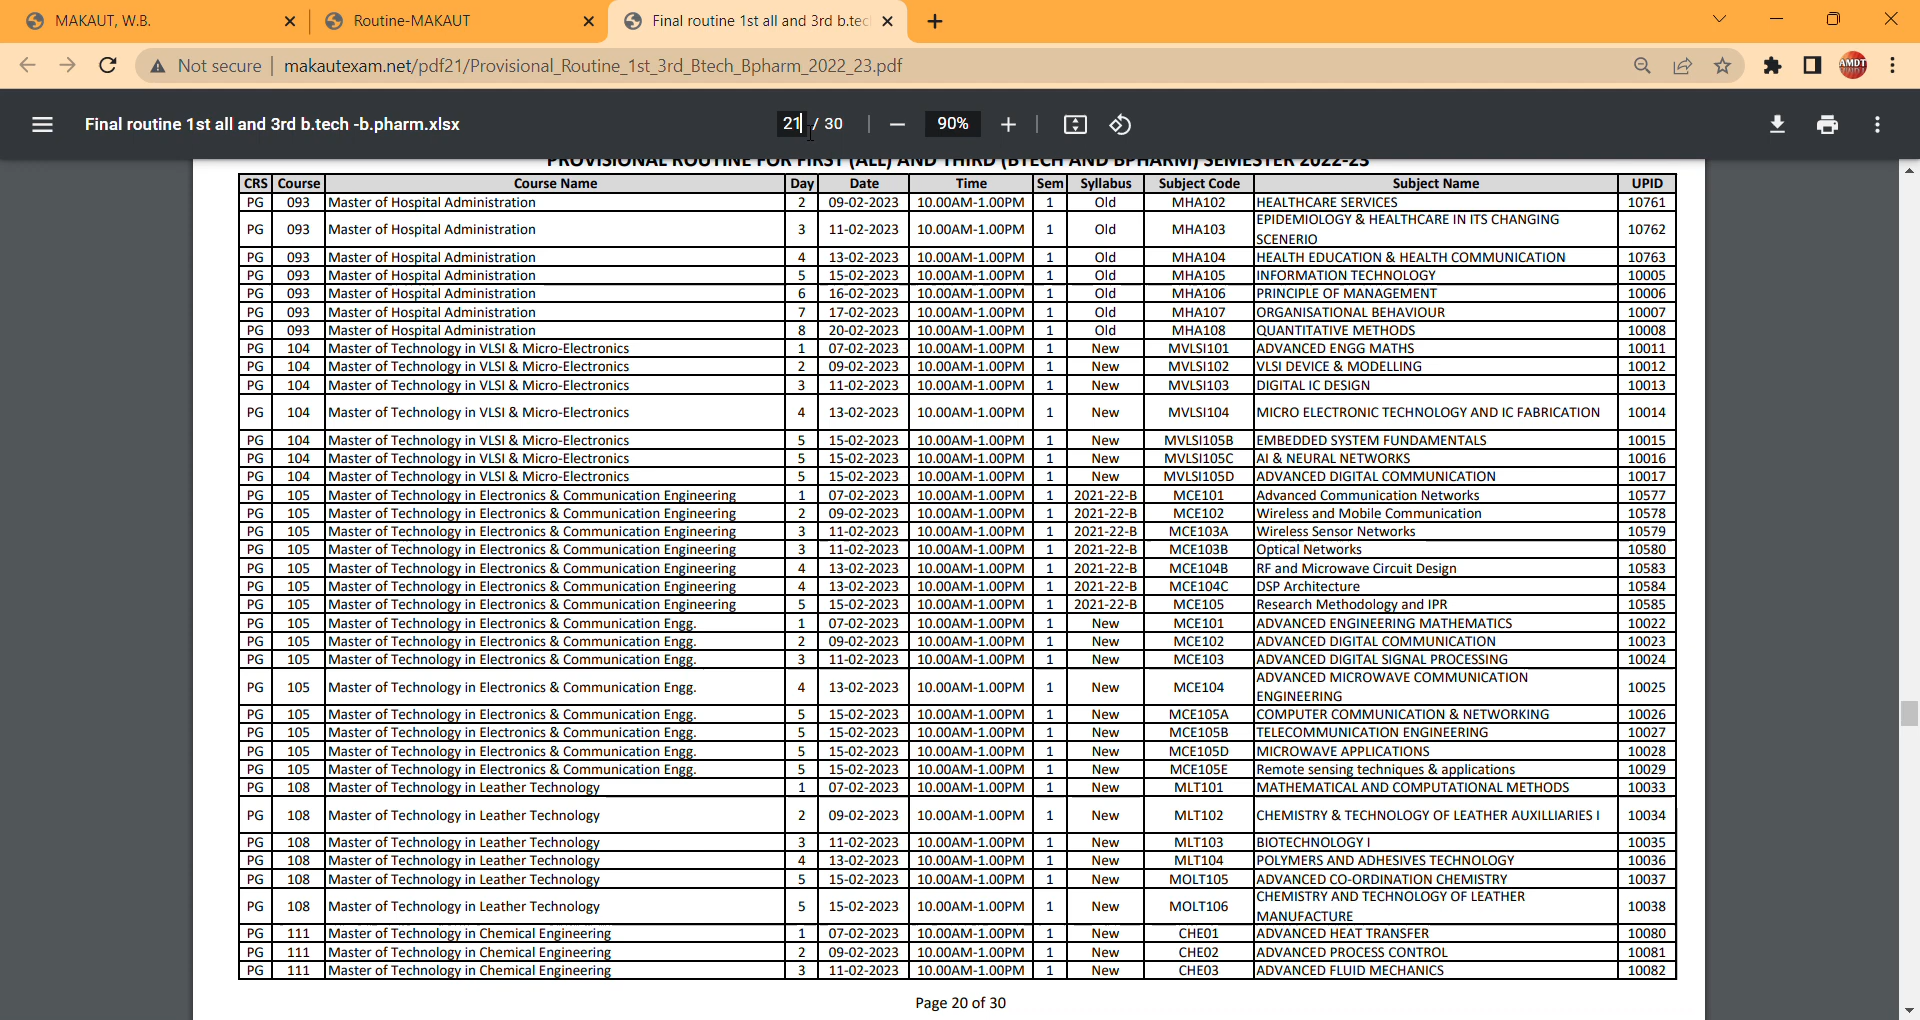 MAKAUT, W.B.
Routine-MAKAUT
Final routine 1st all and 3rd b.tec
Not secure makautexam.net/pdf21/Provisional_Routine_1st_3rd_Btech_Bpharm_2022_23.pdf
AMDT
Final routine 1st all and 3rd b.tech -b.pharm.xlsx 21 / 30 90%
PROVISIONAL ROUTINE FOR FIRST (ALL) AND THIRD (BTECH AND BPHARM) SEMESTER 2022-23
CRS Course Course Name Day Date Time Sem Syllabus Subject Code Subject Name UPID
PG 093 Master of Hospital Administration 2 09-02-2023 10.00AM-1.00PM 1 Old MHA102 HEALTHCARE SERVICES 10761
PG 093 Master of Hospital Administration 3 11-02-2023 10.00AM-1.00PM 1 Old MHA103 EPIDEMIOLOGY & HEALTHCARE IN ITS CHANGING
SCENERIO 10762
PG 093 Master of Hospital Administration 4 13-02-2023 10.00AM-1.00PM 1 Old MHA104 HEALTH EDUCATION & HEALTH COMMUNICATION 10763
PG 093 Master of Hospital Administration 5 15-02-2023 10.00AM-1.00PM 1 Old MHA105 INFORMATION TECHNOLOGY 10005
PG 093 Master of Hospital Administration 6 16-02-2023 10.00AM-1.00PM 1 Old MHA106 PRINCIPLE OF MANAGEMENT 10006
PG 093 Master of Hospital Administration 7 17-02-2023 10.00AM-1.00PM 1 Old MHA107 ORGANISATIONAL BEHAVIOUR 10007
PG 093 Master of Hospital Administration 8 20-02-2023 10.00AM-1.00PM 1 Old MHA108 QUANTITATIVE METHODS 10008
PG 104 Master of Technology in VLSI & Micro-Electronics 1 07-02-2023 10.00AM-1.00PM 1 New MVLSI101 ADVANCED ENGG MATHS 10011
PG 104 Master of Technology in VLSI & Micro-Electronics 2 09-02-2023 10.00AM-1.00PM 1 New MVLSI102 VLSI DEVICE & MODELLING 10012
PG 104 Master of Technology in VLSI & Micro-Electronics 3 11-02-2023 10.00AM-1.00PM 1 New MVLSI103 DIGITAL IC DESIGN 10013
PG 104 Master of Technology in VLSI & Micro-Electronics 4 13-02-2023 10.00AM-1.00PM 1 New MVLSI104 MICRO ELECTRONIC TECHNOLOGY AND IC FABRICATION 10014
PG 104 Master of Technology in VLSI & Micro-Electronics 5 15-02-2023 10.00AM-1.00PM 1 New MVLSI105B EMBEDDED SYSTEM FUNDAMENTALS 10015
PG 104 Master of Technology in VLSI & Micro-Electronics 5 15-02-2023 10.00AM-1.00PM 1 New MVLSI105C AI & NEURAL NETWORKS 10016
PG 104 Master of Technology in VLSI & Micro-Electronics 5 15-02-2023 10.00AM-1.00PM 1 New MVLSI105D ADVANCED DIGITAL COMMUNICATION 10017
PG 105 Master of Technology in Electronics & Communication Engineering 1 07-02-2023 10.00AM-1.00PM 1 2021-22-B MCE101 Advanced Communication Networks 10577
PG 105 Master of Technology in Electronics & Communication Engineering 2 09-02-2023 10.00AM-1.00PM 1 2021-22-B MCE102 Wireless and Mobile Communication 10578
PG 105 Master of Technology in Electronics & Communication Engineering 3 11-02-2023 10.00AM-1.00PM 1 2021-22-B MCE103A Wireless Sensor Networks 10579
PG 105 Master of Technology in Electronics & Communication Engineering 3 11-02-2023 10.00AM-1.00PM 1 2021-22-B MCE103B Optical Networks 10580
PG 105 Master of Technology in Electronics & Communication Engineering 4 13-02-2023 10.00AM-1.00PM 1 2021-22-B MCE104B RF and Microwave Circuit Design 10583
PG 105 Master of Technology in Electronics & Communication Engineering 4 13-02-2023 10.00AM-1.00PM 1 2021-22-B MCE104C DSP Architecture 10584
PG 105 Master of Technology in Electronics & Communication Engineering 5 15-02-2023 10.00AM-1.00PM 1 2021-22-B MCE105 Research Methodology and IPR 10585
PG 105 Master of Technology in Electronics & Communication Engg. 1 07-02-2023 10.00AM-1.00PM 1 New MCE101 ADVANCED ENGINEERING MATHEMATICS 10022
PG 105 Master of Technology in Electronics & Communication Engg. 2 09-02-2023 10.00AM-1.00PM 1 New MCE102 ADVANCED DIGITAL COMMUNICATION 10023
PG 105 Master of Technology in Electronics & Communication Engg. 3 11-02-2023 10.00AM-1.00PM 1 New MCE103 ADVANCED DIGITAL SIGNAL PROCESSING 10024
PG 105 Master of Technology in Electronics & Communication Engg. 4 13-02-2023 10.00AM-1.00PM 1 New MCE104 ADVANCED MICROWAVE COMMUNICATION
ENGINEERING 10025
PG 105 Master of Technology in Electronics & Communication Engg. 5 15-02-2023 10.00AM-1.00PM 1 New MCE105A COMPUTER COMMUNICATION & NETWORKING 10026
PG 105 Master of Technology in Electronics & Communication Engg. 5 15-02-2023 10.00AM-1.00PM 1 New MCE105B TELECOMMUNICATION ENGINEERING 10027
PG 105 Master of Technology in Electronics & Communication Engg. 5 15-02-2023 10.00AM-1.00PM 1 New MCE105D MICROWAVE APPLICATIONS 10028
PG 105 Master of Technology in Electronics & Communication Engg. 5 15-02-2023 10.00AM-1.00PM 1 New MCE105E Remote sensing techniques & applications 10029
PG 108 Master of Technology in Leather Technology 1 07-02-2023 10.00AM-1.00PM 1 New MLT101 MATHEMATICAL AND COMPUTATIONAL METHODS 10033
PG 108 Master of Technology in Leather Technology 2 09-02-2023 10.00AM-1.00PM 1 New MLT102 CHEMISTRY & TECHNOLOGY OF LEATHER AUXILLIARIES I 10034
PG 108 Master of Technology in Leather Technology 3 11-02-2023 10.00AM-1.00PM 1 New MLT103 BIOTECHNOLOGY I 10035
PG 108 Master of Technology in Leather Technology 4 13-02-2023 10.00AM-1.00PM 1 New MLT104 POLYMERS AND ADHESIVES TECHNOLOGY 10036
PG 108 Master of Technology in Leather Technology 5 15-02-2023 10.00AM-1.00PM 1 New MOLT105 ADVANCED CO-ORDINATION CHEMISTRY 10037
PG 108 Master of Technology in Leather Technology 5 15-02-2023 10.00AM-1.00PM 1 New MOLT106 CHEMISTRY AND TECHNOLOGY OF LEATHER
MANUFACTURE 10038
PG 111 Master of Technology in Chemical Engineering 1 07-02-2023 10.00AM-1.00PM 1 New CHE01 ADVANCED HEAT TRANSFER 10080
PG 111 Master of Technology in Chemical Engineering 2 09-02-2023 10.00AM-1.00PM 1 New CHE02 ADVANCED PROCESS CONTROL 10081
PG 111 Master of Technology in Chemical Engineering 3 11-02-2023 10.00AM-1.00PM 1 New CHE03 ADVANCED FLUID MECHANICS 10082
Page 20 of 30